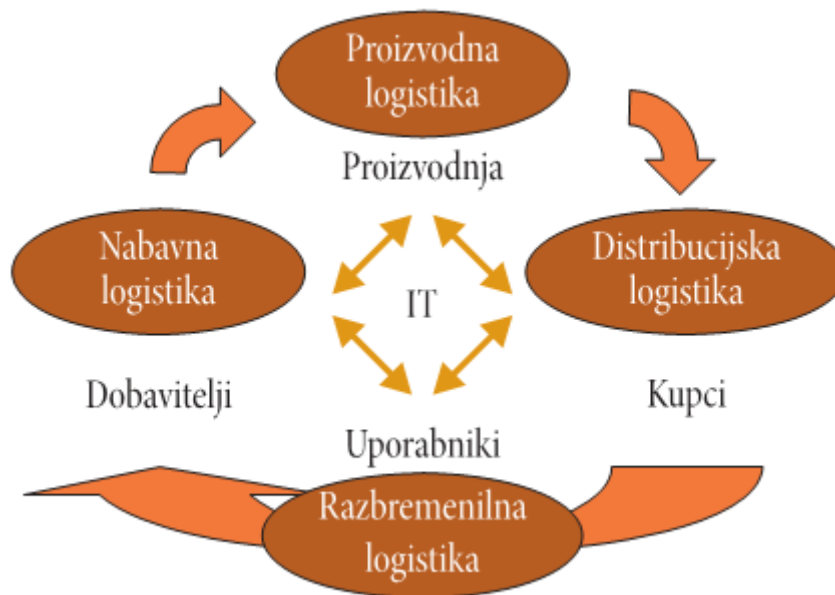 Proizvodna
logistika
Proizvodnja
Nabavna
logistika
Distribucijska
logistika
IT
Dobavitelji
Kupci
Uporabniki
Razbremenilna
logistika